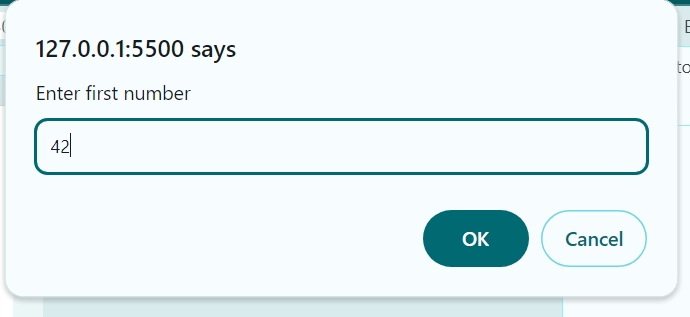 127.0.0.1:5500 says
Enter first number
42
OK Cancel